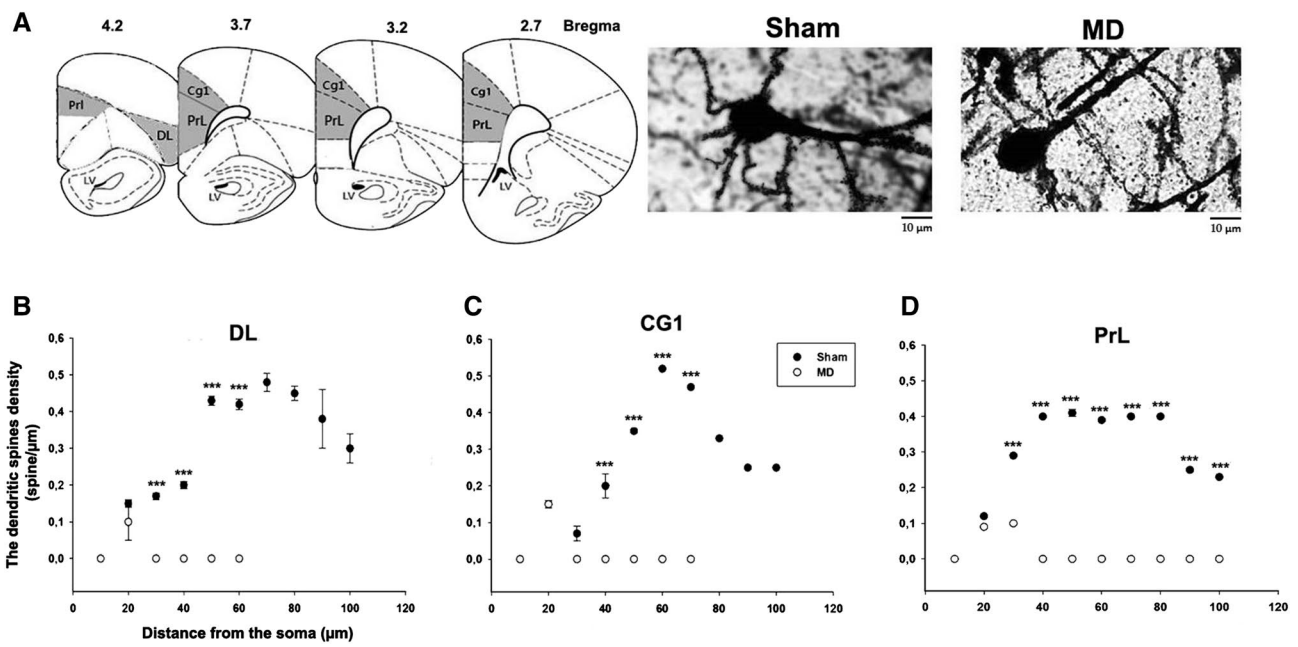 A
4.2 3.7 3.2 2.7 Bregma
Sham
MD
Prl
DL
LV
Cg1
PrL
LV
Cg1
PrL
LV
Cg1
PrL
LV
10 µm
10 µm
B
DL
The dendritic spines density
(spine/µm)
0,6
0,5
0,4
0,3
0,2
0,1
0,0
*** *** *** ***
0 20 40 60 80 100 120
Distance from the soma (µm)
C
CG1
Sham
MD
0,6
0,5
0,4
0,3
0,2
0,1
0,0
*** *** *** ***
0 20 40 60 80 100 120
D
PrL
0,6
0,5
0,4
0,3
0,2
0,1
0,0
*** *** *** *** *** *** *** ***
0 20 40 60 80 100 120